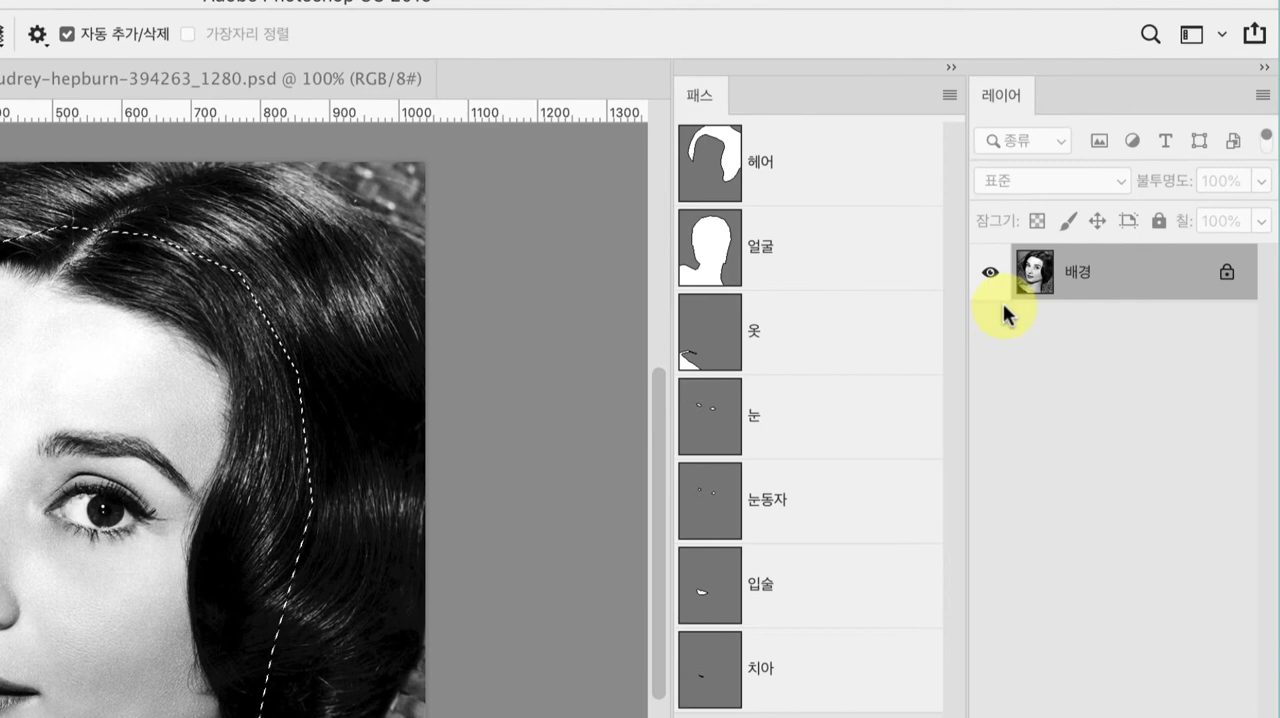 자동 추가/삭제 가장자리 정렬
udrey-hepburn-394263_1280.psd @ 100% (RGB/8#)
500 600 700 800 900 1000 1100 1200 1300
패스
헤어
얼굴
옷
눈
눈동자
입술
치아
레이어
종류
표준 불투명도: 100%
잠그기: 칠: 100%
배경